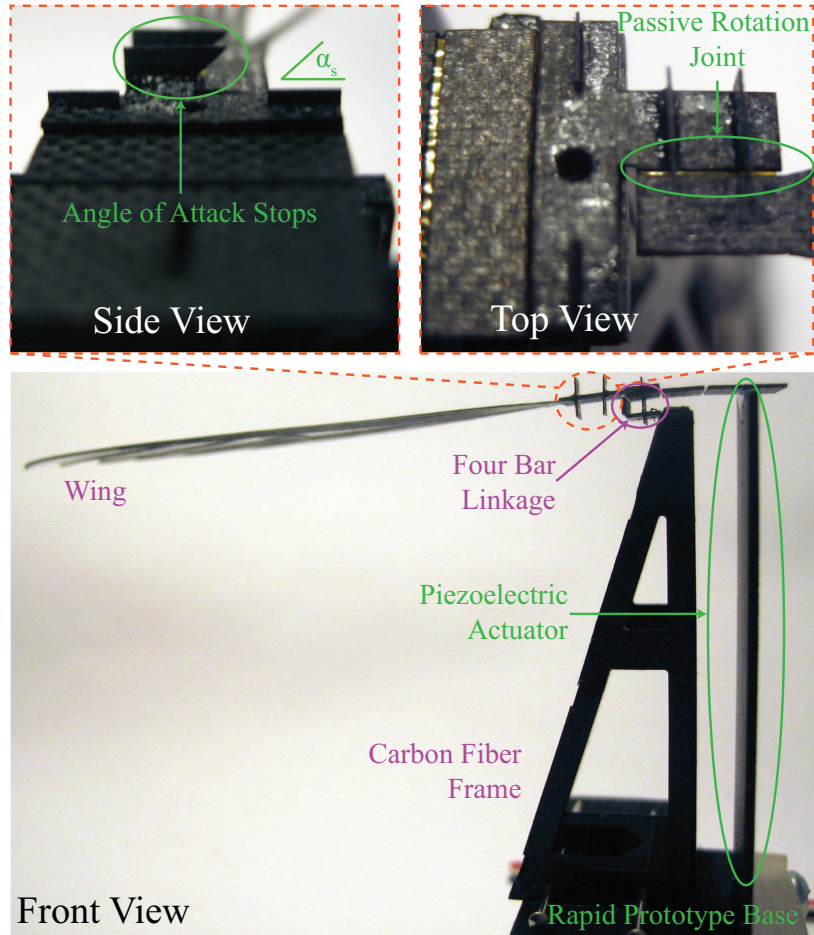 Passive Rotation
Joint
αs
Angle of Attack Stops
Side View
Top View
Wing
Four Bar
Linkage
Piezoelectric
Actuator
Carbon Fiber
Frame
Front View
Rapid Prototype Base